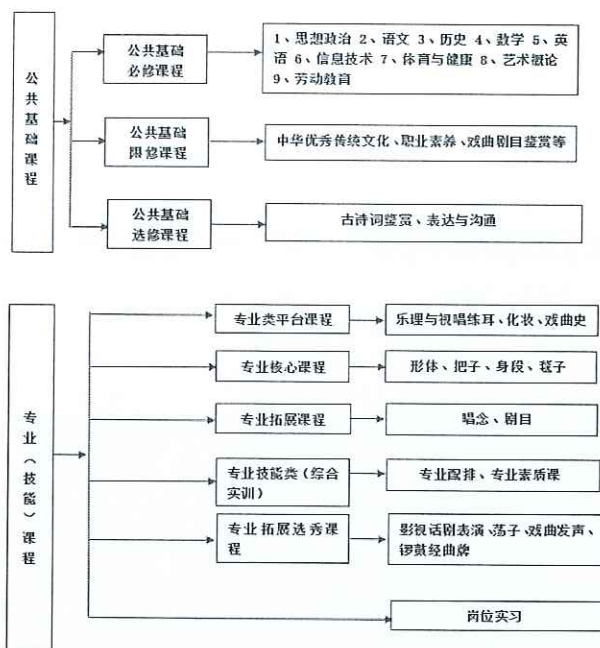 公共基础课程
公共基础
必修课程
1、思想政治 2、语文 3、历史 4、数学 5、英
语 6、信息技术 7、体育与健康 8、艺术概论
9、劳动教育
公共基础
限修课程
中华优秀传统文化、职业素养、戏曲剧目鉴赏等
公共基础
选修课程
古诗词鉴赏、表达与沟通
专业（技能）课程
专业类平台课程
乐理与视唱练耳、化妆、戏曲史
专业核心课程
形体、把子、身段、毯子
专业拓展课程
唱念、剧目
专业技能类（综合
实训）
专业配排、专业素质课
专业拓展选秀课
程
影视话剧表演、荡子、戏曲发声、
锣鼓经曲牌
岗位实习